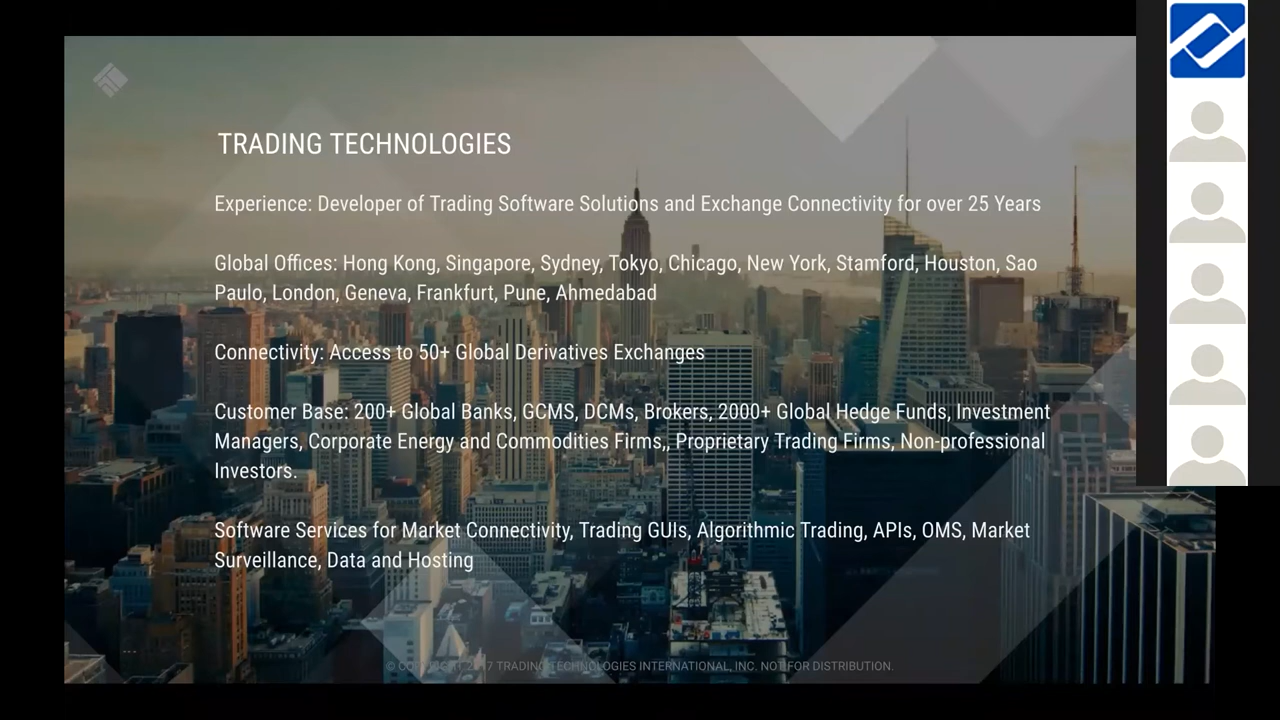 TRADING TECHNOLOGIES
Experience: Developer of Trading Software Solutions and Exchange Connectivity for over 25 Years
Global Offices: Hong Kong, Singapore, Sydney, Tokyo, Chicago, New York, Stamford, Houston, Sao
Paulo, London, Geneva, Frankfurt, Pune, Ahmedabad
Connectivity: Access to 50+ Global Derivatives Exchanges
Customer Base: 200+ Global Banks, GCMS, DCMs, Brokers, 2000+ Global Hedge Funds, Investment
Managers, Corporate Energy and Commodities Firms,, Proprietary Trading Firms, Non-professional
Investors.
Software Services for Market Connectivity, Trading GUIs, Algorithmic Trading, APIs, OMS, Market
Surveillance, Data and Hosting
© COPYRIGHT 2017 TRADING TECHNOLOGIES INTERNATIONAL, INC. NOT FOR DISTRIBUTION.